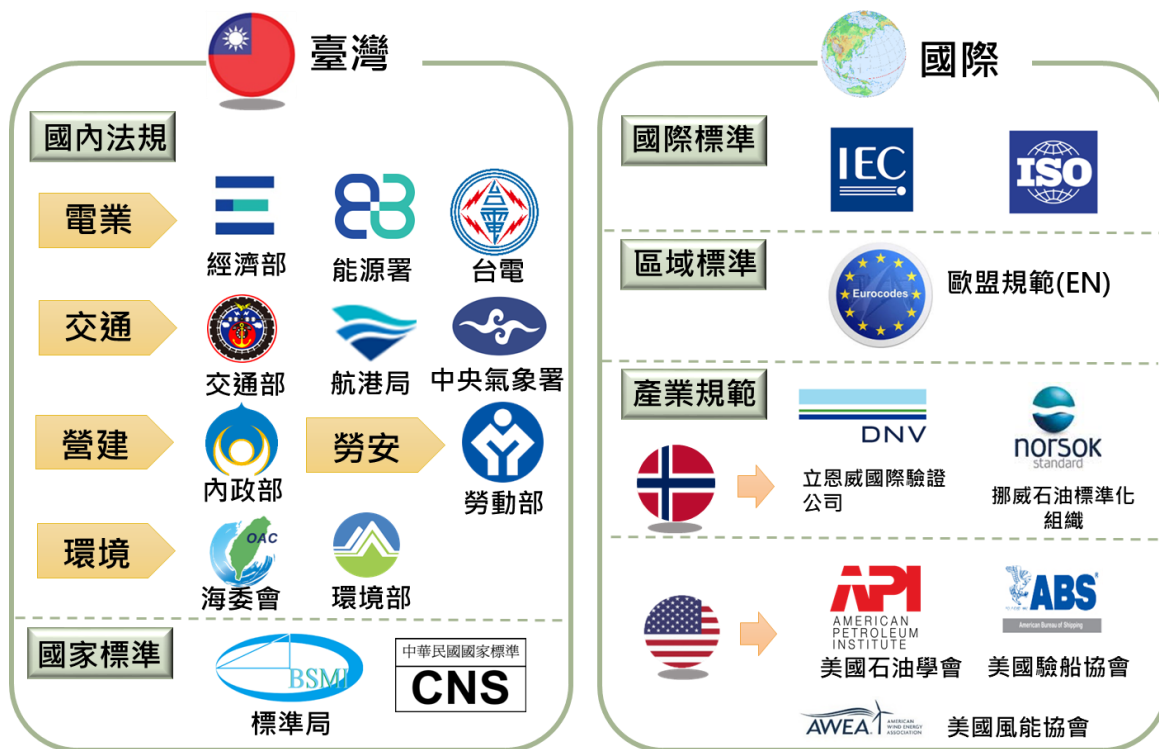 臺灣
國內法規
電業
經濟部
能源署
台電
台電
交通
交通部
航港局
中央氣象署
營建
內政部
勞安
勞動部
環境
OAC
海委會
環境部
國家標準
BSMI
標準局
中華民國國家標準
CNS
國際
國際標準
IEC
ISO
區域標準
Eurocodes
歐盟規範(EN)
產業規範
DNV
立恩威國際驗證
公司
norsok
standard
挪威石油標準化
組織
API
AMERICAN
PETROLEUM
INSTITUTE
美國石油學會
ABS
American Bureau of Shipping
美國驗船協會
AWEA
AMERICAN
WIND ENERGY
ASSOCIATION
美國風能協會